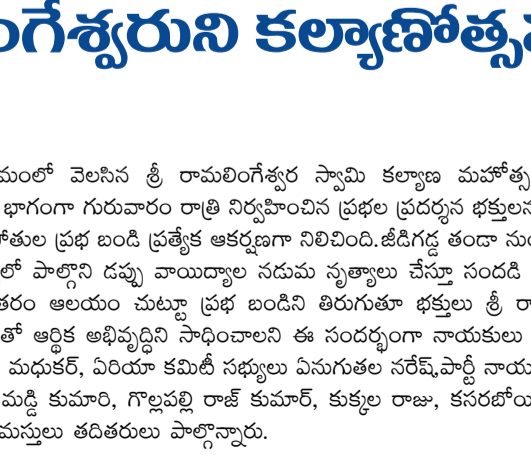 ంగేశ్వరుని కల్యాణోత్స
మంలో వెలసిన శ్రీ రామలింగేశ్వర స్వామి కల్యాణ మహోత్స
భాగంగా గురువారం రాత్రి నిర్వహించిన ప్రభల ప్రదర్శన భక్తులన
ోతుల ప్రభ బండి ప్రత్యేక ఆకర్షణగా నిలిచింది.జీడిగడ్డ తండా ను
లో పాల్గొని డప్పు వాయిద్యాల నడుమ నృత్యాలు చేస్తూ సందడి
తరం ఆలయం చుట్టూ ప్రభ బండిని తిరుగుతూ భక్తులు శ్రీ రా
తో ఆర్థిక అభివృద్ధిని సాధించాలని ఈ సందర్భంగా నాయకులు
మధుకర్, ఏరియా కమిటీ సభ్యులు ఏనుగుతల నరేష్,పార్టీ నాయ
మడ్డి కుమారి, గొల్లపల్లి రాజ్ కుమార్, కుక్కల రాజు, కసరబోయి
మస్తులు తదితరులు పాల్గొన్నారు.